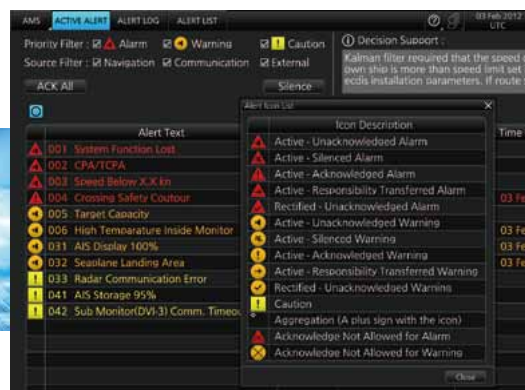 AMS ACTIVE ALERT ALERT LOG ALERT LIST 03 Feb 2012
UTC
Priority Filter : Alarm Warning Caution
Source Filter : Navigation Communication External
ACK All Silence
Decision Support :
Kalman filter required that the speed
own ship is more than speed limit set
ecdis installation parameters. If route
Alert Text
001 System Function Lost
002 CPA/TCPA
003 Speed Below X.X kn
004 Crossing Safety Coutour
005 Target Capacity
006 High Temparature Inside Monitor
031 AIS Display 100%
032 Seaplane Landing Area
033 Radar Communication Error
041 AIS Storage 95%
042 Sub Monitor(DVI-3) Comm. Timeou
Alert Icon List X
Icon Description
Active - Unacknowledged Alarm
Active - Silenced Alarm
Active - Acknowledged Alarm
Active - Responsibility Transferred Alarm
Rectified - Unacknowledged Alarm
Active - Unacknowledged Warning
Active - Silenced Warning
Active - Acknowledged Warning
Active - Responsibility Transferred Warning
Rectified - Unacknowledged Warning
Caution
Aggregation (A plus sign with the icon)
Acknowledge Not Allowed for Alarm
Acknowledge Not Allowed for Warning
Close
Time
03 Fe
03 Fe
03 Fe
03 Fe